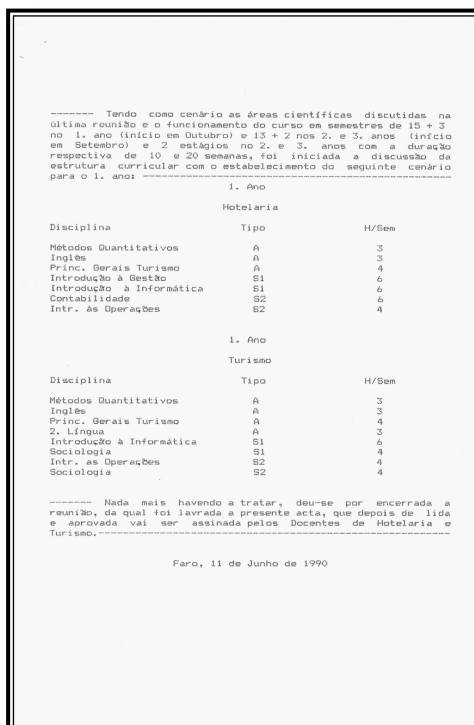 ------- Tendo como cenário as áreas científicas discutidas na
última reunião e o funcionamento do curso em semestres de 15 + 3
no 1. ano (início em Outubro) e 13 + 2 nos 2. e 3. anos (início
em Setembro) e 2 estágios no 2. e 3. anos com a duração
respectiva de 10 e 20 semanas, foi iniciada a discussão da
estrutura curricular com o estabelecimento do seguinte cenário
para o 1. ano: ------------------------------------------------
1. Ano
Hotelaria
Disciplina Tipo H/Sem
Métodos Quantitativos A 3
Inglês A 3
Princ. Gerais Turismo A 4
Introdução à Gestão S1 6
Introdução à Informática S1 6
Contabilidade S2 6
Intr. às Operações S2 4
1. Ano
Turismo
Disciplina Tipo H/Sem
Métodos Quantitativos A 3
Inglês A 3
Princ. Gerais Turismo A 4
2. Língua A 3
Introdução à Informática S1 6
Sociologia S1 4
Intr. as Operações S2 4
Sociologia S2 4
------- Nada mais havendo a tratar, deu-se por encerrada a
reunião, da qual foi lavrada a presente acta, que depois de lida
e aprovada vai ser assinada pelos Docentes de Hotelaria e
Turismo.------------------------------------------------------
Faro, 11 de Junho de 1990